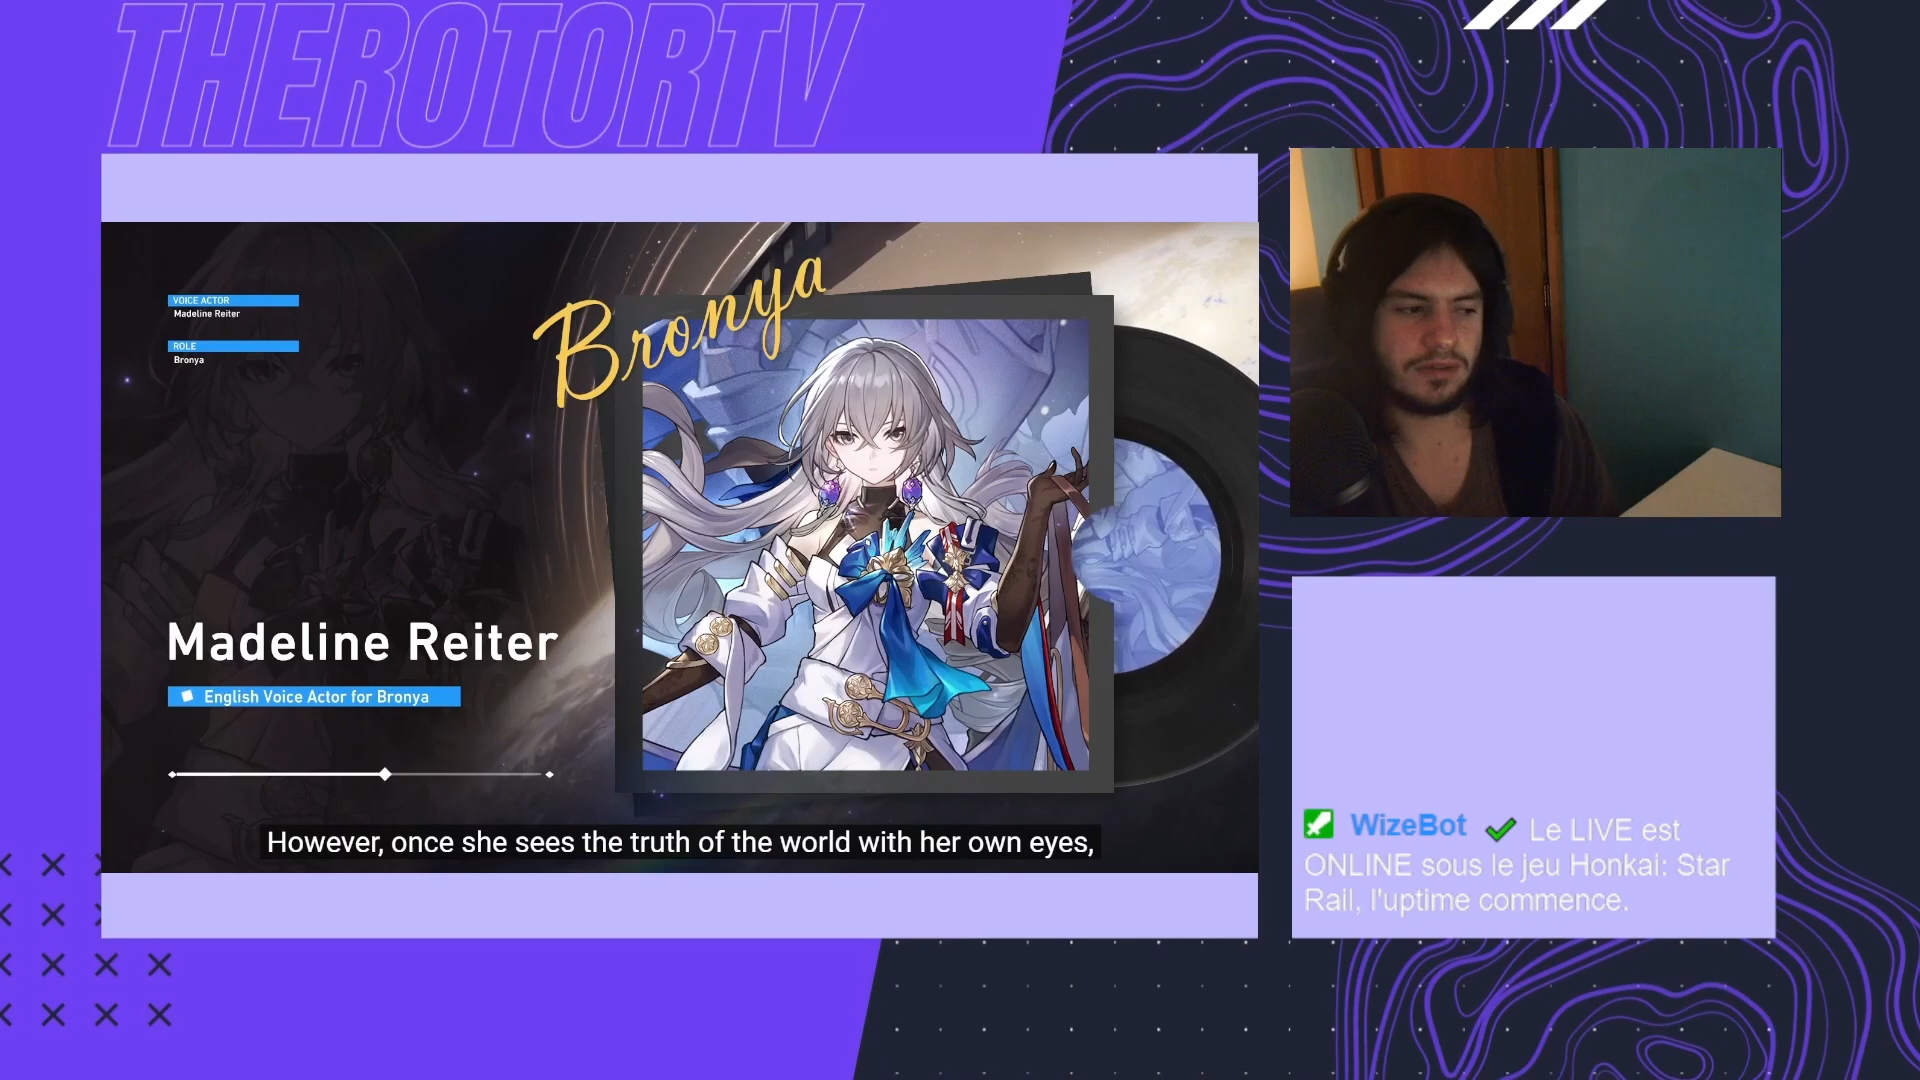 THEROTORTV
VOICE ACTOR
Madeline Reiter
ROLE
Bronya
Bronya
Madeline Reiter
English Voice Actor for Bronya
However, once she sees the truth of the world with her own eyes,
WizeBot Le LIVE est
ONLINE sous le jeu Honkai: Star
Rail, l'uptime commence.